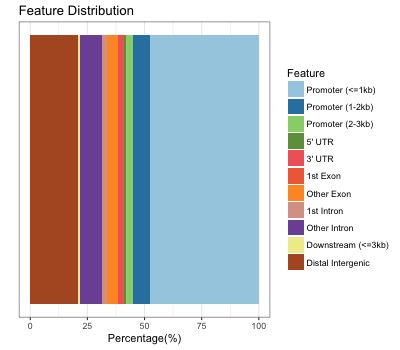 Feature Distribution
Feature
Promoter (<=1kb)
Promoter (1-2kb)
Promoter (2-3kb)
5' UTR
3' UTR
1st Exon
Other Exon
1st Intron
Other Intron
Downstream (<=3kb)
Distal Intergenic
0 25 50 75 100
Percentage(%)